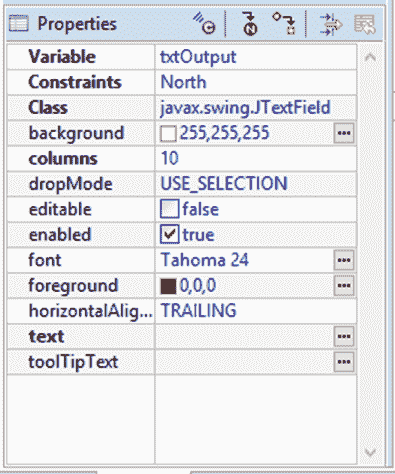 Properties
Variable txtOutput
Constraints North
Class javax.swing.JTextField
background 255,255,255 ...
columns 10
dropMode USE_SELECTION
editable false
enabled true
font Tahoma 24 ...
foreground 0,0,0 ...
horizontalAlig... TRAILING
text ...
toolTipText ...